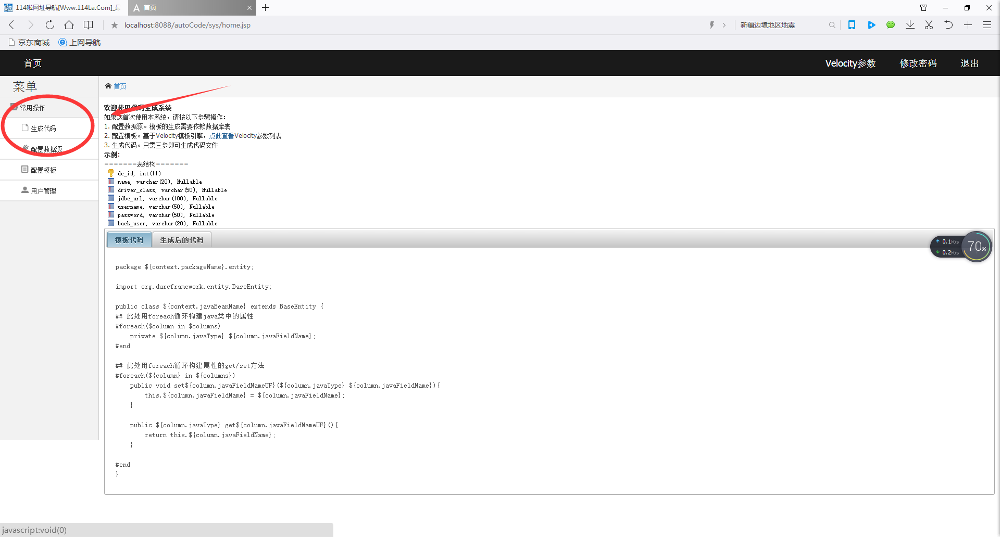 114啦网址导航[Www.114La.Com]_最
首页
localhost:8088/autoCode/sys/home.jsp
新疆边境地区地震
京东商城
上网导航
首页
Velocity参数
修改密码
退出
菜单
首页
常用操作
生成代码
配置数据源
配置模板
用户管理
欢迎使用代码生成系统
如果您首次使用本系统，请按以下步骤操作：
1. 配置数据源。模板的生成需要依赖数据库表
2. 配置模板。基于Velocity模板引擎，点此查看Velocity参数列表
3. 生成代码。只需三步即可生成代码文件
示例：
=======表结构=======
dc_id, int(11)
name, varchar(20), Nullable
driver_class, varchar(50), Nullable
jdbc_url, varchar(100), Nullable
username, varchar(50), Nullable
password, varchar(50), Nullable
back_user, varchar(20), Nullable
模板代码
生成后的代码
0.1K/s
0.2K/s
70%
package ${context.packageName}.entity;
import org.durcframework.entity.BaseEntity;
public class ${context.javaBeanName} extends BaseEntity {
## 此处用foreach循环构建java类中的属性
#foreach($column in $columns)
private ${column.javaType} ${column.javaFieldName};
#end
## 此处用foreach循环构建属性的get/set方法
#foreach(${column} in ${columns})
public void set${column.javaFieldNameUF}(${column.javaType} ${column.javaFieldName}){
this.${column.javaFieldName} = ${column.javaFieldName};
}
public ${column.javaType} get${column.javaFieldNameUF}(){
return this.${column.javaFieldName};
}
#end
}
javascript:void(0)